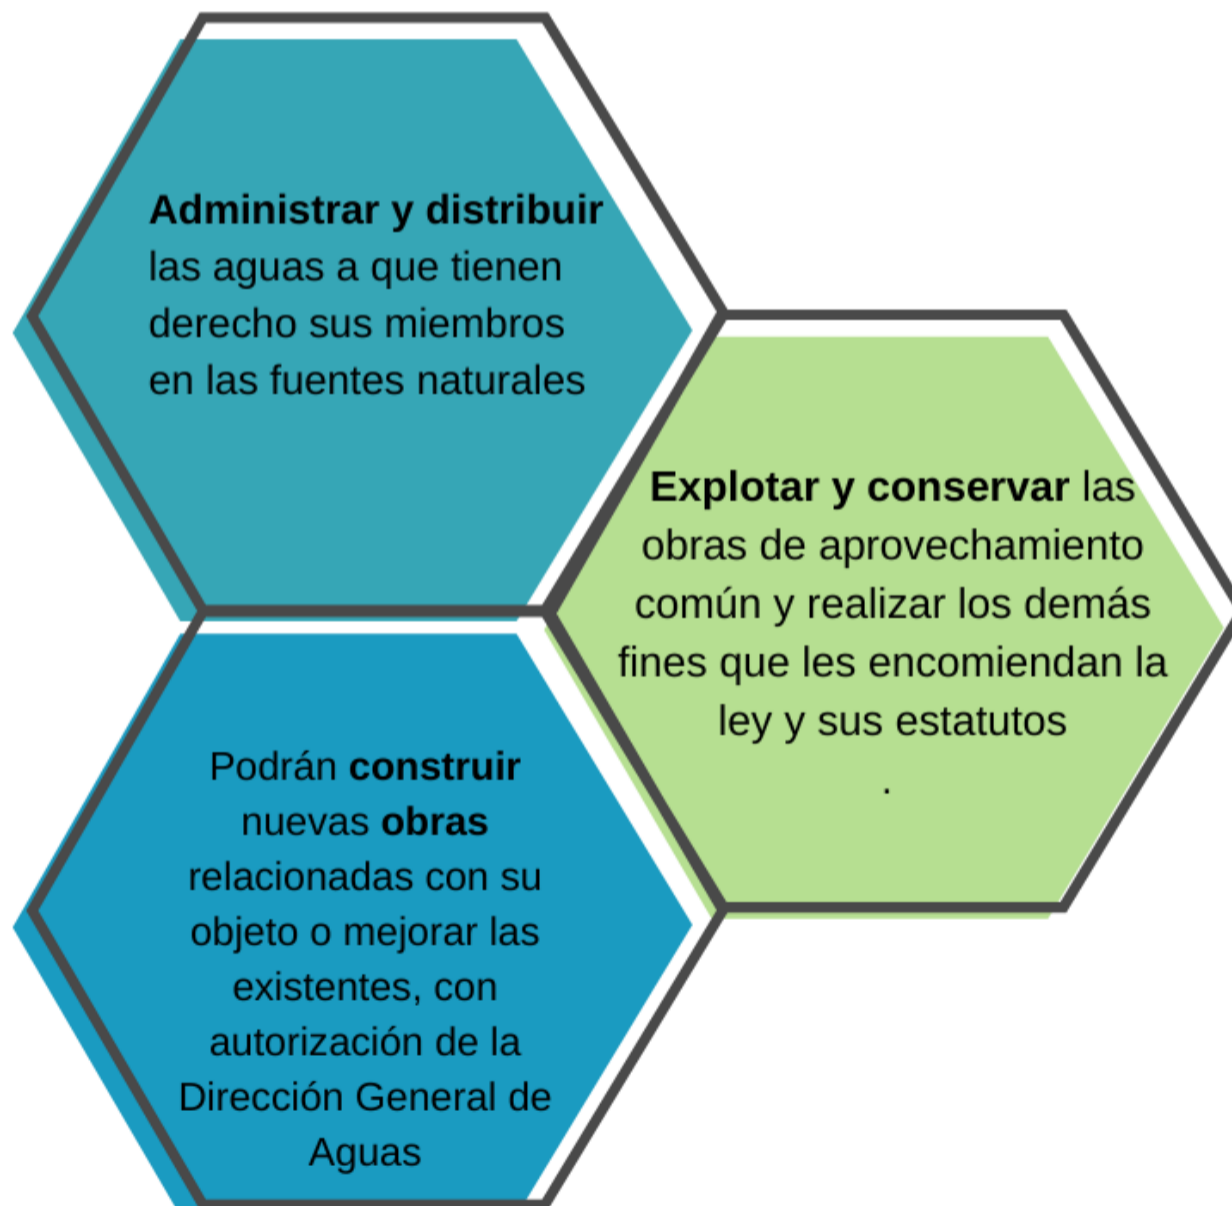 Administrar y distribuir
las aguas a que tienen
derecho sus miembros
en las fuentes naturales
Explotar y conservar las
obras de aprovechamiento
común y realizar los demás
fines que les encomiendan la
ley y sus estatutos
.
Podrán construir
nuevas obras
relacionadas con su
objeto o mejorar las
existentes, con
autorización de la
Dirección General de
Aguas